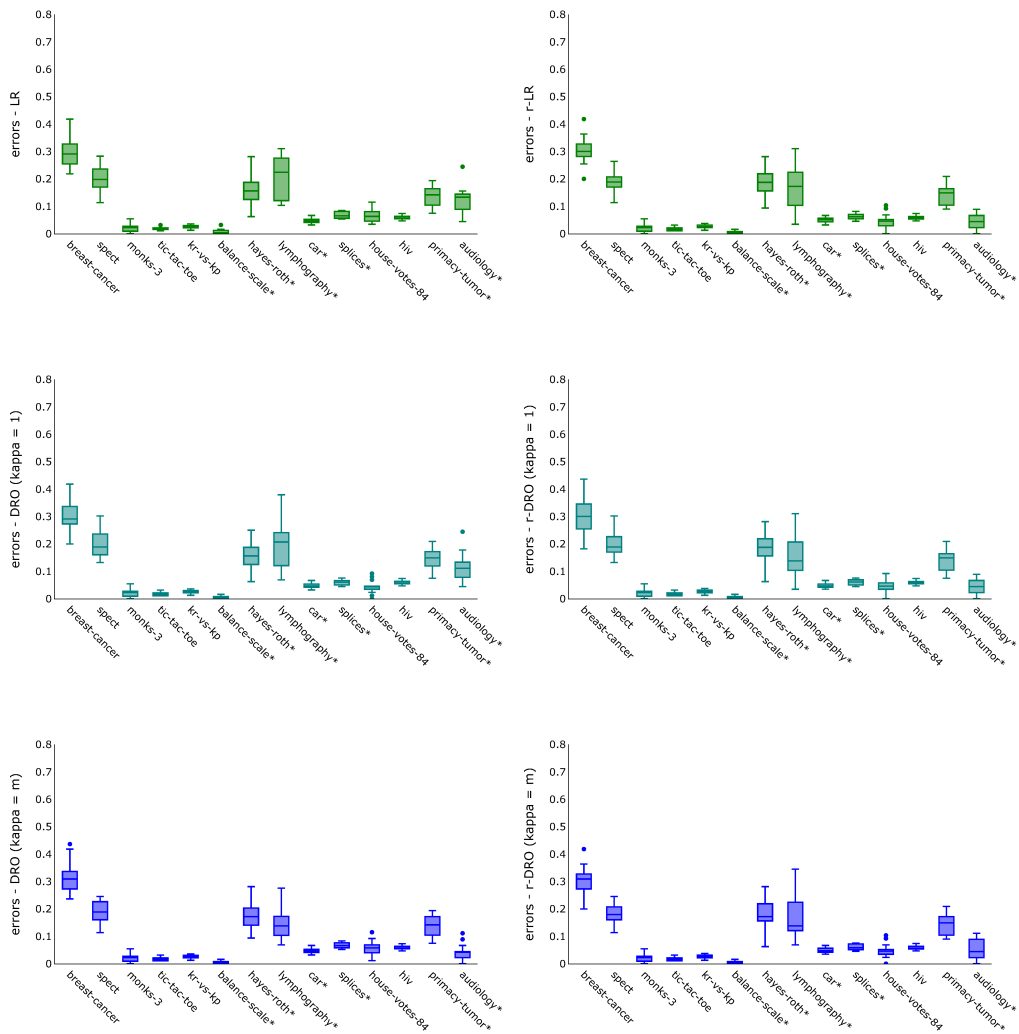 errors - LR
0.8
0.7
0.6
0.5
0.4
0.3
0.2
0.1
0
breast-cancer
spect
monks-3
tic-tac-toe
kr-vs-kp
balance-scale*
hayes-roth*
lymphography*
car*
splices*
house-votes-84
hiv
primacy-tumor*
audiology*
errors - r-LR
0.8
0.7
0.6
0.5
0.4
0.3
0.2
0.1
0
breast-cancer
spect
monks-3
tic-tac-toe
kr-vs-kp
balance-scale*
hayes-roth*
lymphography*
car*
splices*
house-votes-84
hiv
primacy-tumor*
audiology*
errors - DRO (kappa = 1)
0.8
0.7
0.6
0.5
0.4
0.3
0.2
0.1
0
breast-cancer
spect
monks-3
tic-tac-toe
kr-vs-kp
balance-scale*
hayes-roth*
lymphography*
car*
splices*
house-votes-84
hiv
primacy-tumor*
audiology*
errors - r-DRO (kappa = 1)
0.8
0.7
0.6
0.5
0.4
0.3
0.2
0.1
0
breast-cancer
spect
monks-3
tic-tac-toe
kr-vs-kp
balance-scale*
hayes-roth*
lymphography*
car*
splices*
house-votes-84
hiv
primacy-tumor*
audiology*
errors - DRO (kappa = m)
0.8
0.7
0.6
0.5
0.4
0.3
0.2
0.1
0
breast-cancer
spect
monks-3
tic-tac-toe
kr-vs-kp
balance-scale*
hayes-roth*
lymphography*
car*
splices*
house-votes-84
hiv
primacy-tumor*
audiology*
errors - r-DRO (kappa = m)
0.8
0.7
0.6
0.5
0.4
0.3
0.2
0.1
0
breast-cancer
spect
monks-3
tic-tac-toe
kr-vs-kp
balance-scale*
hayes-roth*
lymphography*
car*
splices*
house-votes-84
hiv
primacy-tumor*
audiology*